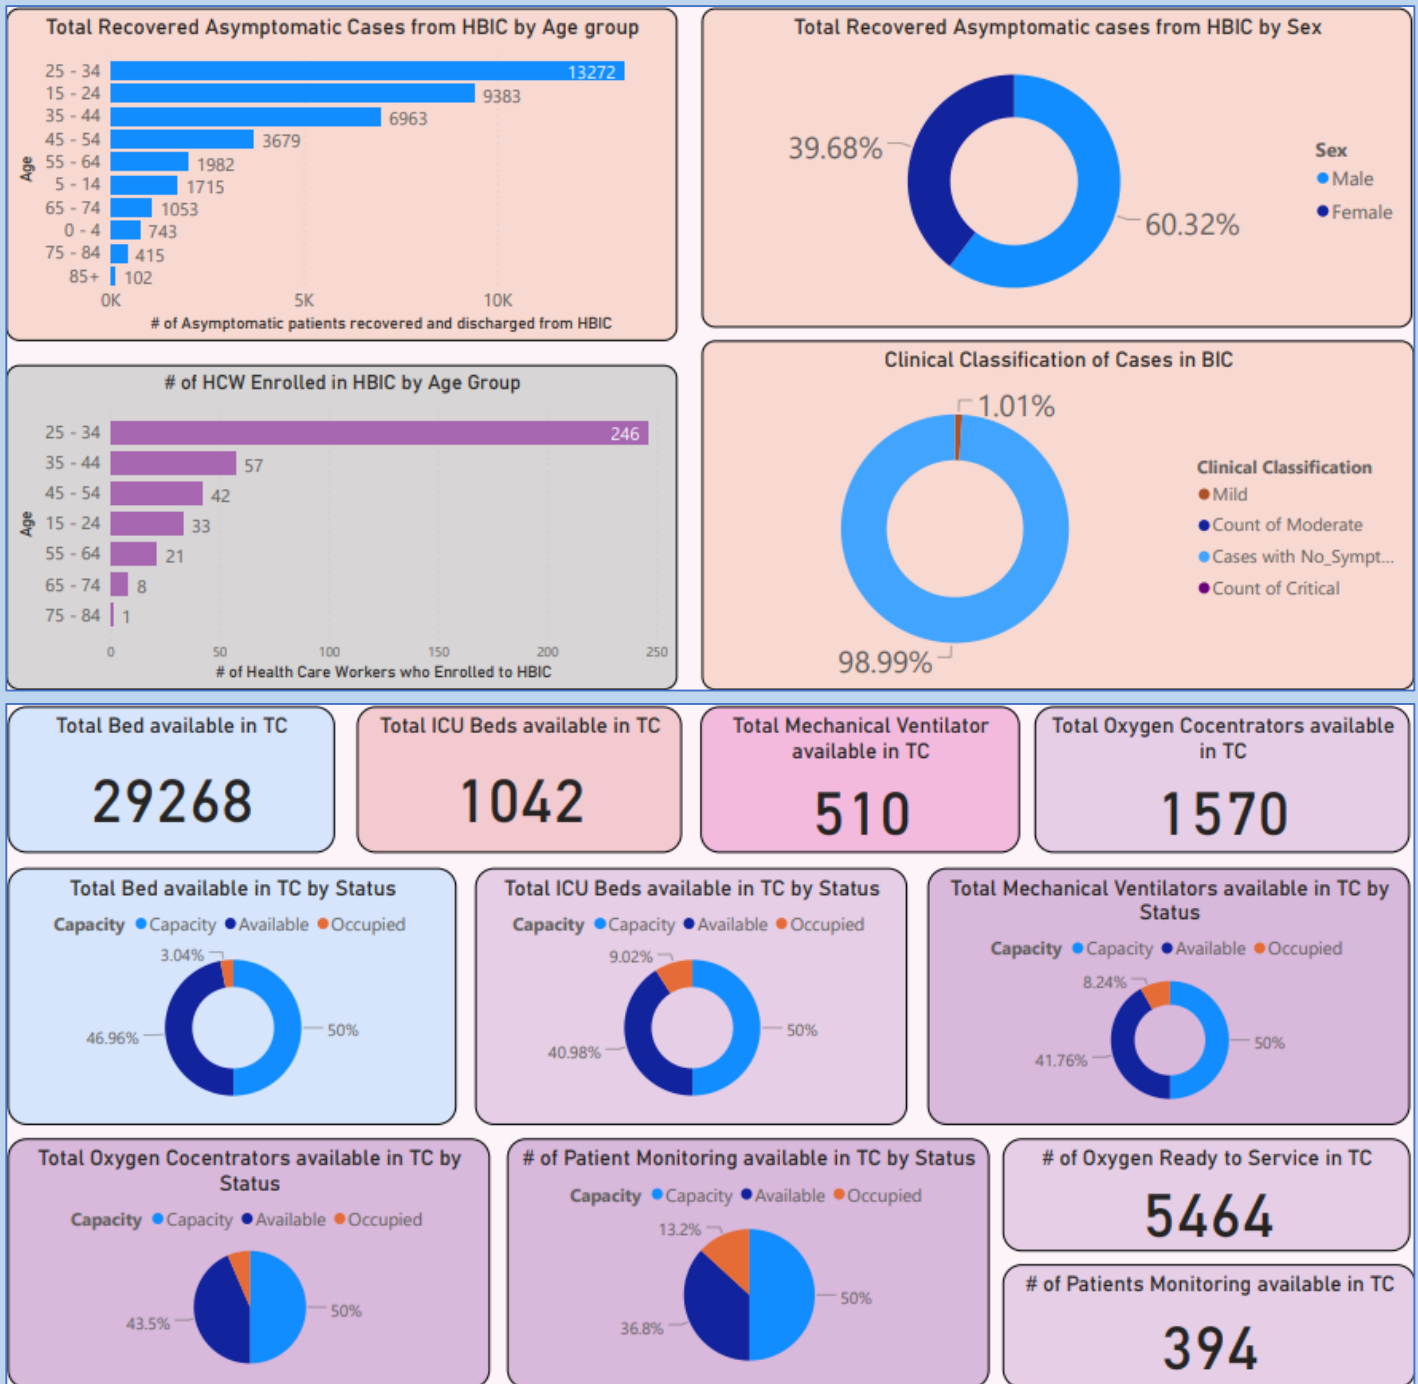 Total Recovered Asymptomatic Cases from HBIC by Age group
Age
25 - 34
13272
15 - 24
9383
35 - 44
6963
45 - 54
3679
55 - 64
1982
5 - 14
1715
65 - 74
1053
0 - 4
743
75 - 84
415
85+
102
0K
5K
10K
# of Asymptomatic patients recovered and discharged from HBIC
Total Recovered Asymptomatic cases from HBIC by Sex
39.68%
60.32%
Sex
Male
Female
# of HCW Enrolled in HBIC by Age Group
Age
25 - 34
246
35 - 44
57
45 - 54
42
15 - 24
33
55 - 64
21
65 - 74
8
75 - 84
1
0
50
100
150
200
250
# of Health Care Workers who Enrolled to HBIC
Clinical Classification of Cases in BIC
1.01%
98.99%
Clinical Classification
Mild
Count of Moderate
Cases with No_Sympt...
Count of Critical
Total Bed available in TC
29268
Total ICU Beds available in TC
1042
Total Mechanical Ventilator
available in TC
510
Total Oxygen Cocentrators available
in TC
1570
Total Bed available in TC by Status
Capacity Capacity Available Occupied
3.04%
46.96%
50%
Total ICU Beds available in TC by Status
Capacity Capacity Available Occupied
9.02%
40.98%
50%
Total Mechanical Ventilators available in TC by
Status
Capacity Capacity Available Occupied
8.24%
41.76%
50%
Total Oxygen Cocentrators available in TC by
Status
Capacity Capacity Available Occupied
43.5%
50%
# of Patient Monitoring available in TC by Status
Capacity Capacity Available Occupied
13.2%
36.8%
50%
# of Oxygen Ready to Service in TC
5464
# of Patients Monitoring available in TC
394